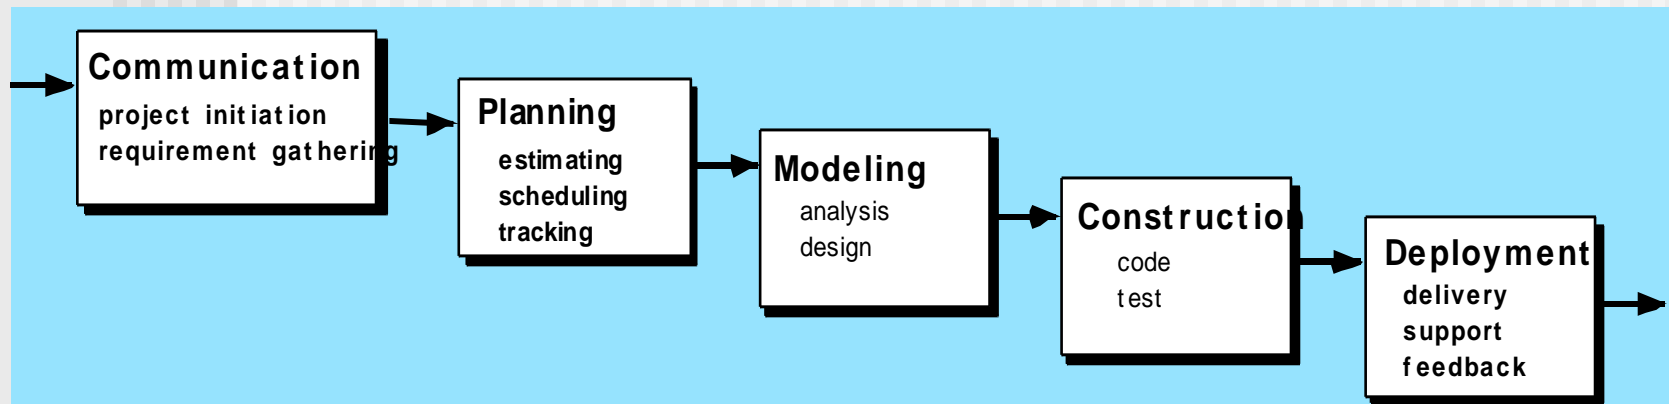 Communication
project initiation
requirement gathering
Planning
estimating
scheduling
tracking
Modeling
analysis
design
Construction
code
test
Deployment
delivery
support
feedback